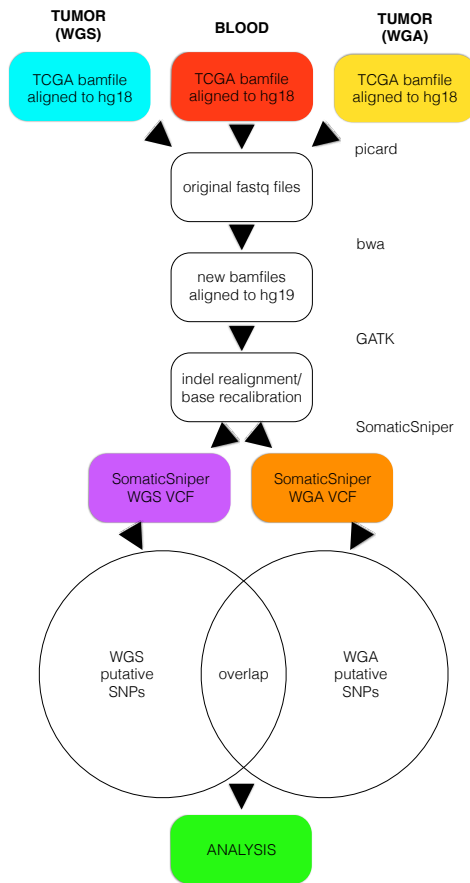 TUMOR
(WGS)
BLOOD
TUMOR
(WGA)
TCGA bamfile
aligned to hg18
TCGA bamfile
aligned to hg18
TCGA bamfile
aligned to hg18
picard
original fastq files
bwa
new bamfiles
aligned to hg19
GATK
indel realignment/
base recalibration
SomaticSniper
SomaticSniper
WGS VCF
SomaticSniper
WGA VCF
WGS
putative
SNPs
overlap
WGA
putative
SNPs
ANALYSIS